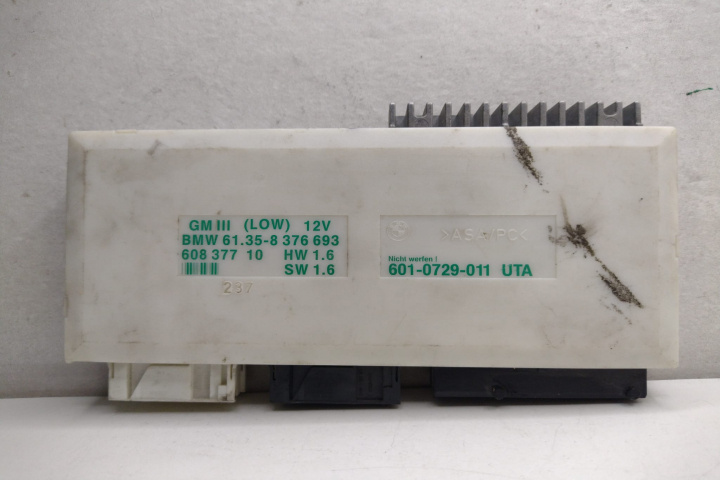 GM III (LOW) 12V
BMW 61.35-8 376 693
608 377 10 HW 1.6
SW 1.6
287
Nicht werfen !
601-0729-011 UTA